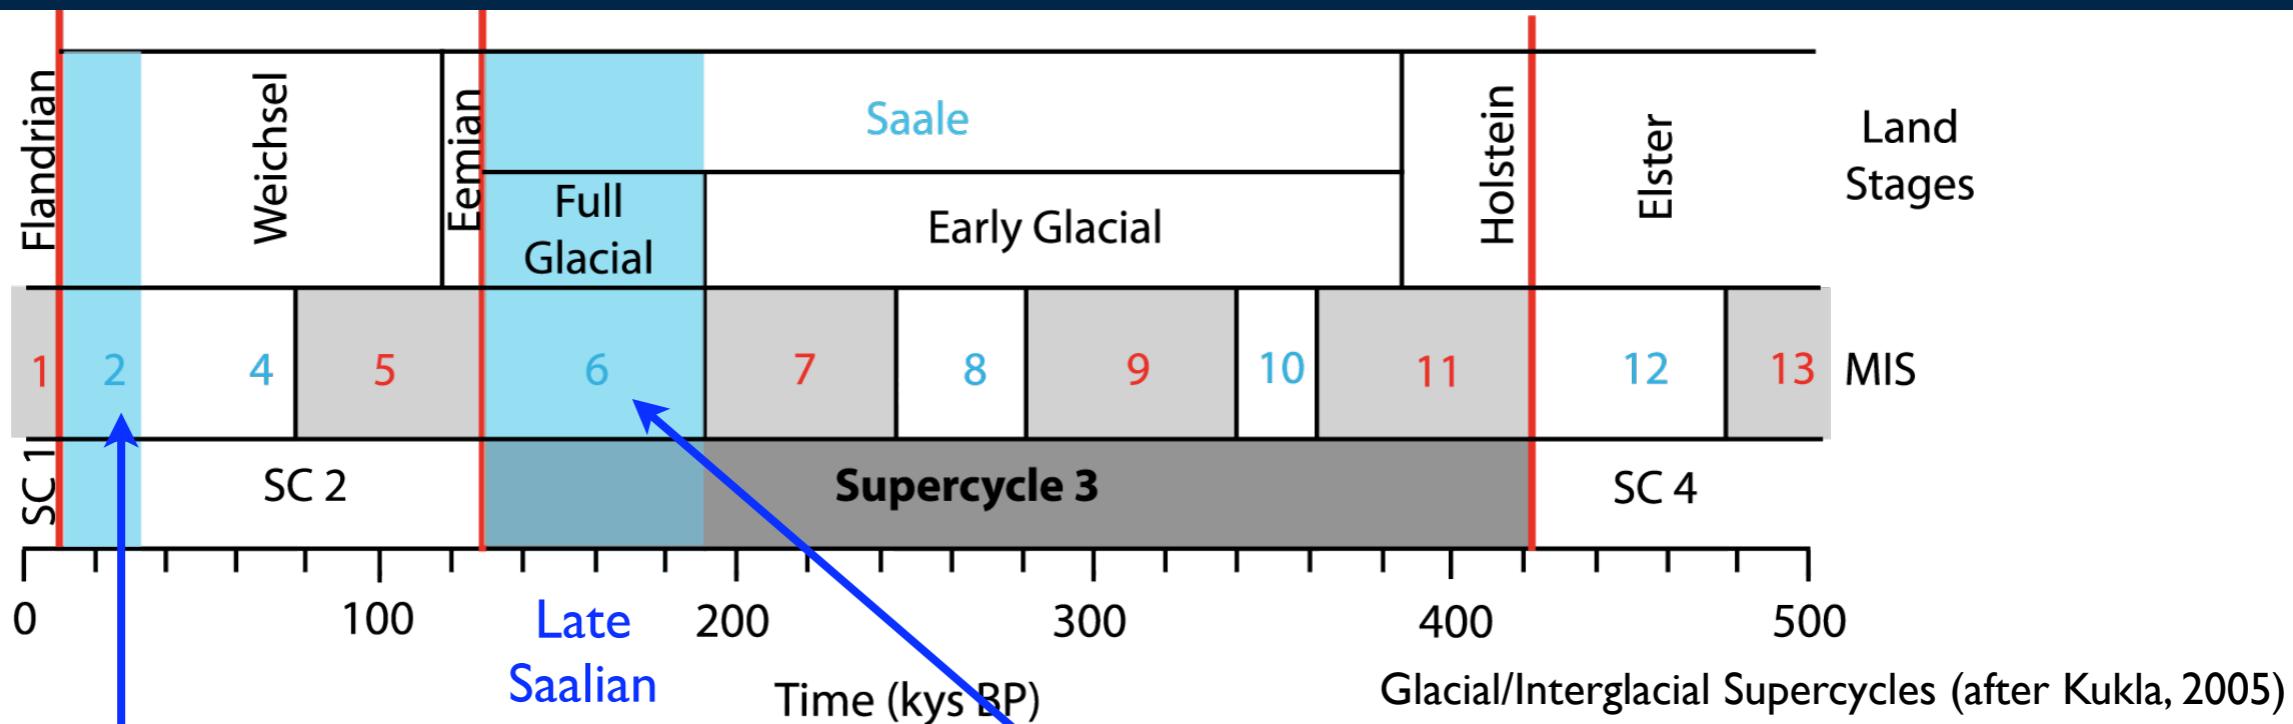 Flandrian
Weichsel
Eemian
Saale
Holstein
Elster
Land
Stages
Full
Glacial
Early Glacial
1
2
4
5
6
7
8
9
10
11
12
13
MIS
SC 1
SC 2
Supercycle 3
SC 4
0
100
200
300
400
500
Late
Saalian
Time (kys BP)
Glacial/Interglacial Supercycles (after Kukla, 2005)